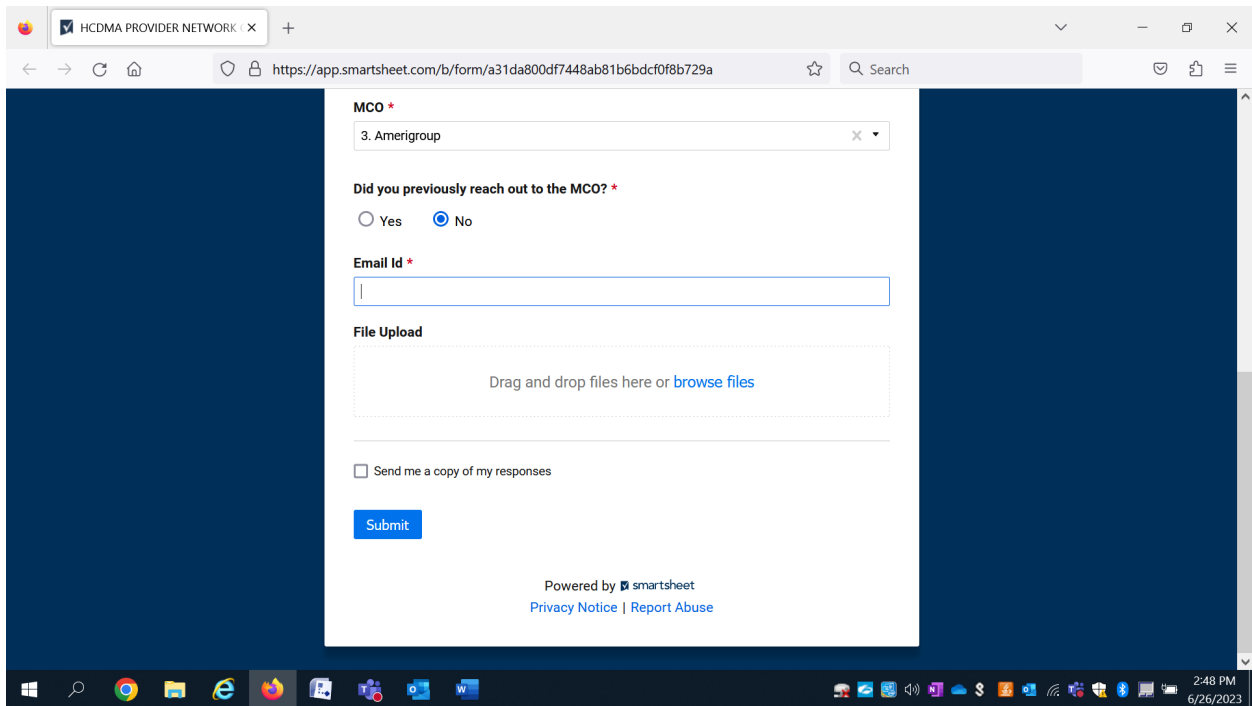 HCDMA PROVIDER NETWORK
https://app.smartsheet.com/b/form/a31da800df7448ab81b6bdcf0f8b729a
Search
MCO *
3. Amerigroup
Did you previously reach out to the MCO? *
Yes No
Email Id *
File Upload
Drag and drop files here or browse files
Send me a copy of my responses
Submit
Powered by smartsheet
Privacy Notice | Report Abuse
2:48 PM
6/26/2023